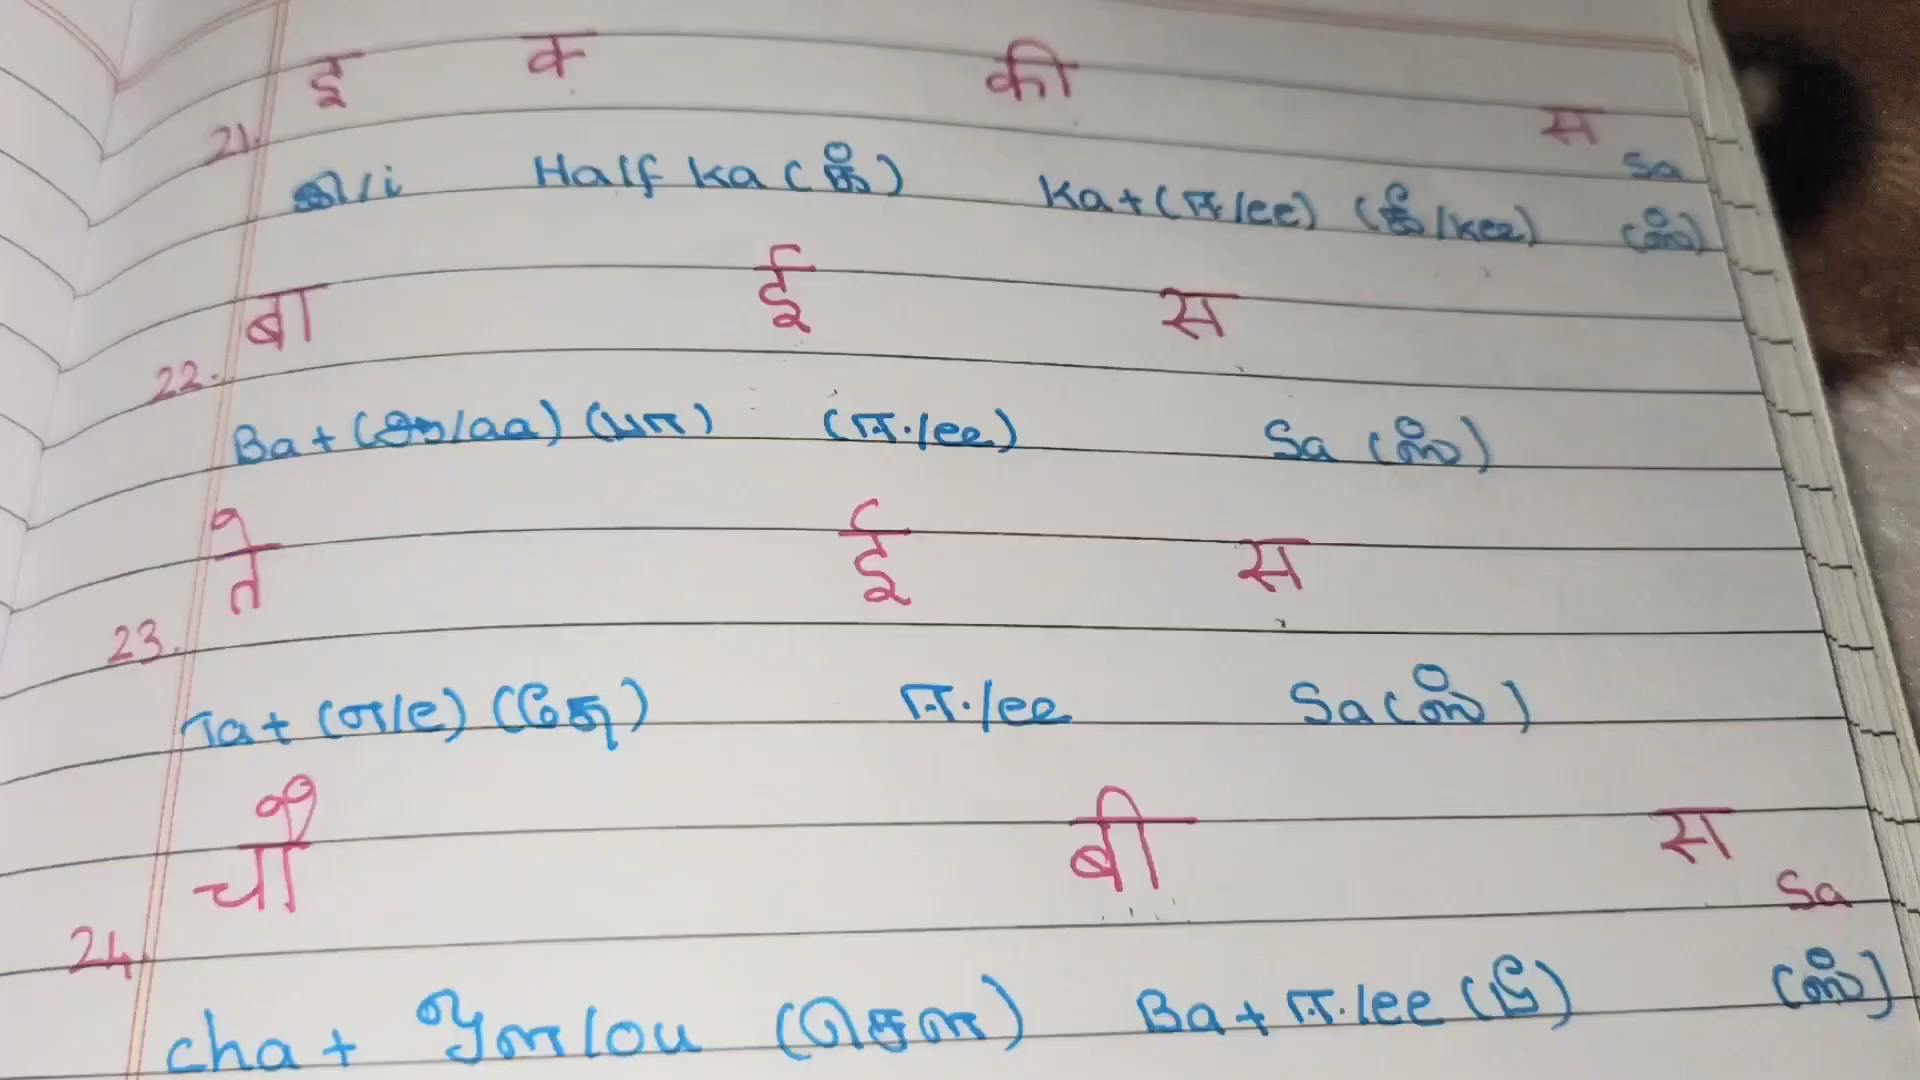 इ क की स
21. இ/i Half ka (க்) Ka+(ஈ/ee) (கீ/kee) Sa (ஸ்)
बा ई स
22. Ba+(ஆ/aa) (பா) (ஈ/ee) Sa (ஸ்)
ते ई स
23. Ta+(ஏ/e) (தே) ஈ/ee Sa (ஸ்)
चौ बी स
24. Sa
cha+ ஔ/ou (சௌ) Ba+ஈ/ee (பீ) (ஸ்)